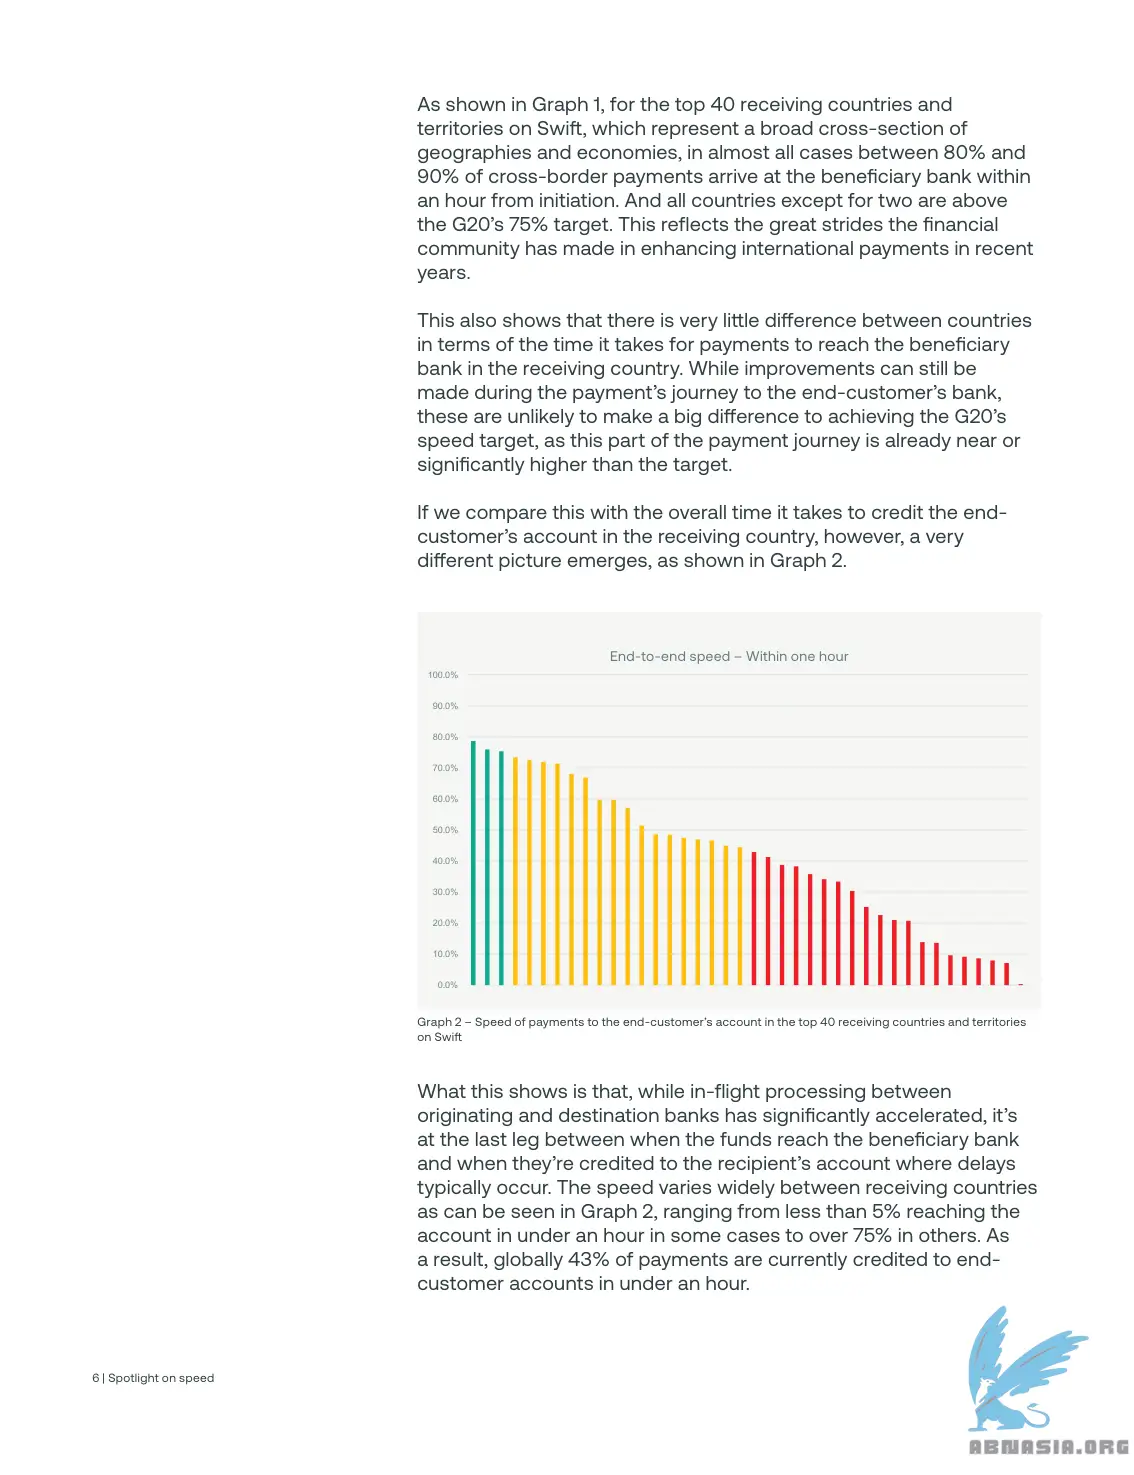 As shown in Graph 1, for the top 40 receiving countries and
territories on Swift, which represent a broad cross-section of
geographies and economies, in almost all cases between 80% and
90% of cross-border payments arrive at the beneficiary bank within
an hour from initiation. And all countries except for two are above
the G20’s 75% target. This reflects the great strides the financial
community has made in enhancing international payments in recent
years.
This also shows that there is very little difference between countries
in terms of the time it takes for payments to reach the beneficiary
bank in the receiving country. While improvements can still be
made during the payment’s journey to the end-customer’s bank,
these are unlikely to make a big difference to achieving the G20’s
speed target, as this part of the payment journey is already near or
significantly higher than the target.
If we compare this with the overall time it takes to credit the end-
customer’s account in the receiving country, however, a very
different picture emerges, as shown in Graph 2.
End-to-end speed – Within one hour
100.0%
90.0%
80.0%
70.0%
60.0%
50.0%
40.0%
30.0%
20.0%
10.0%
0.0%
Graph 2 – Speed of payments to the end-customer’s account in the top 40 receiving countries and territories
on Swift
What this shows is that, while in-flight processing between
originating and destination banks has significantly accelerated, it’s
at the last leg between when the funds reach the beneficiary bank
and when they’re credited to the recipient’s account where delays
typically occur. The speed varies widely between receiving countries
as can be seen in Graph 2, ranging from less than 5% reaching the
account in under an hour in some cases to over 75% in others. As
a result, globally 43% of payments are currently credited to end-
customer accounts in under an hour.
6 | Spotlight on speed
ABNASIA.ORG